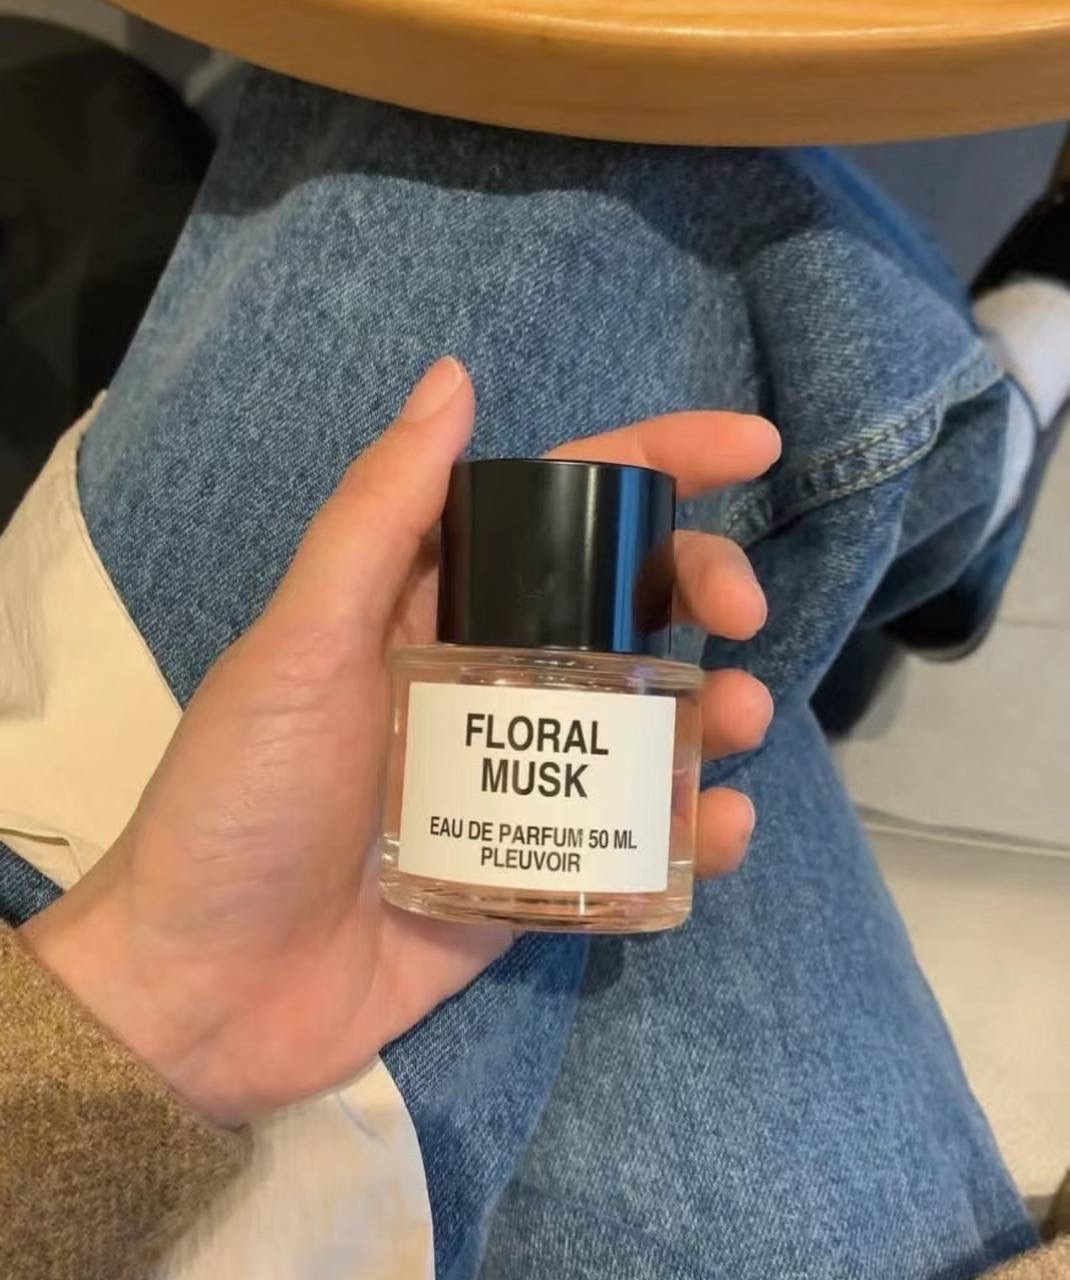 FLORAL
MUSK
EAU DE PARFUM 50 ML
PLEUVOIR